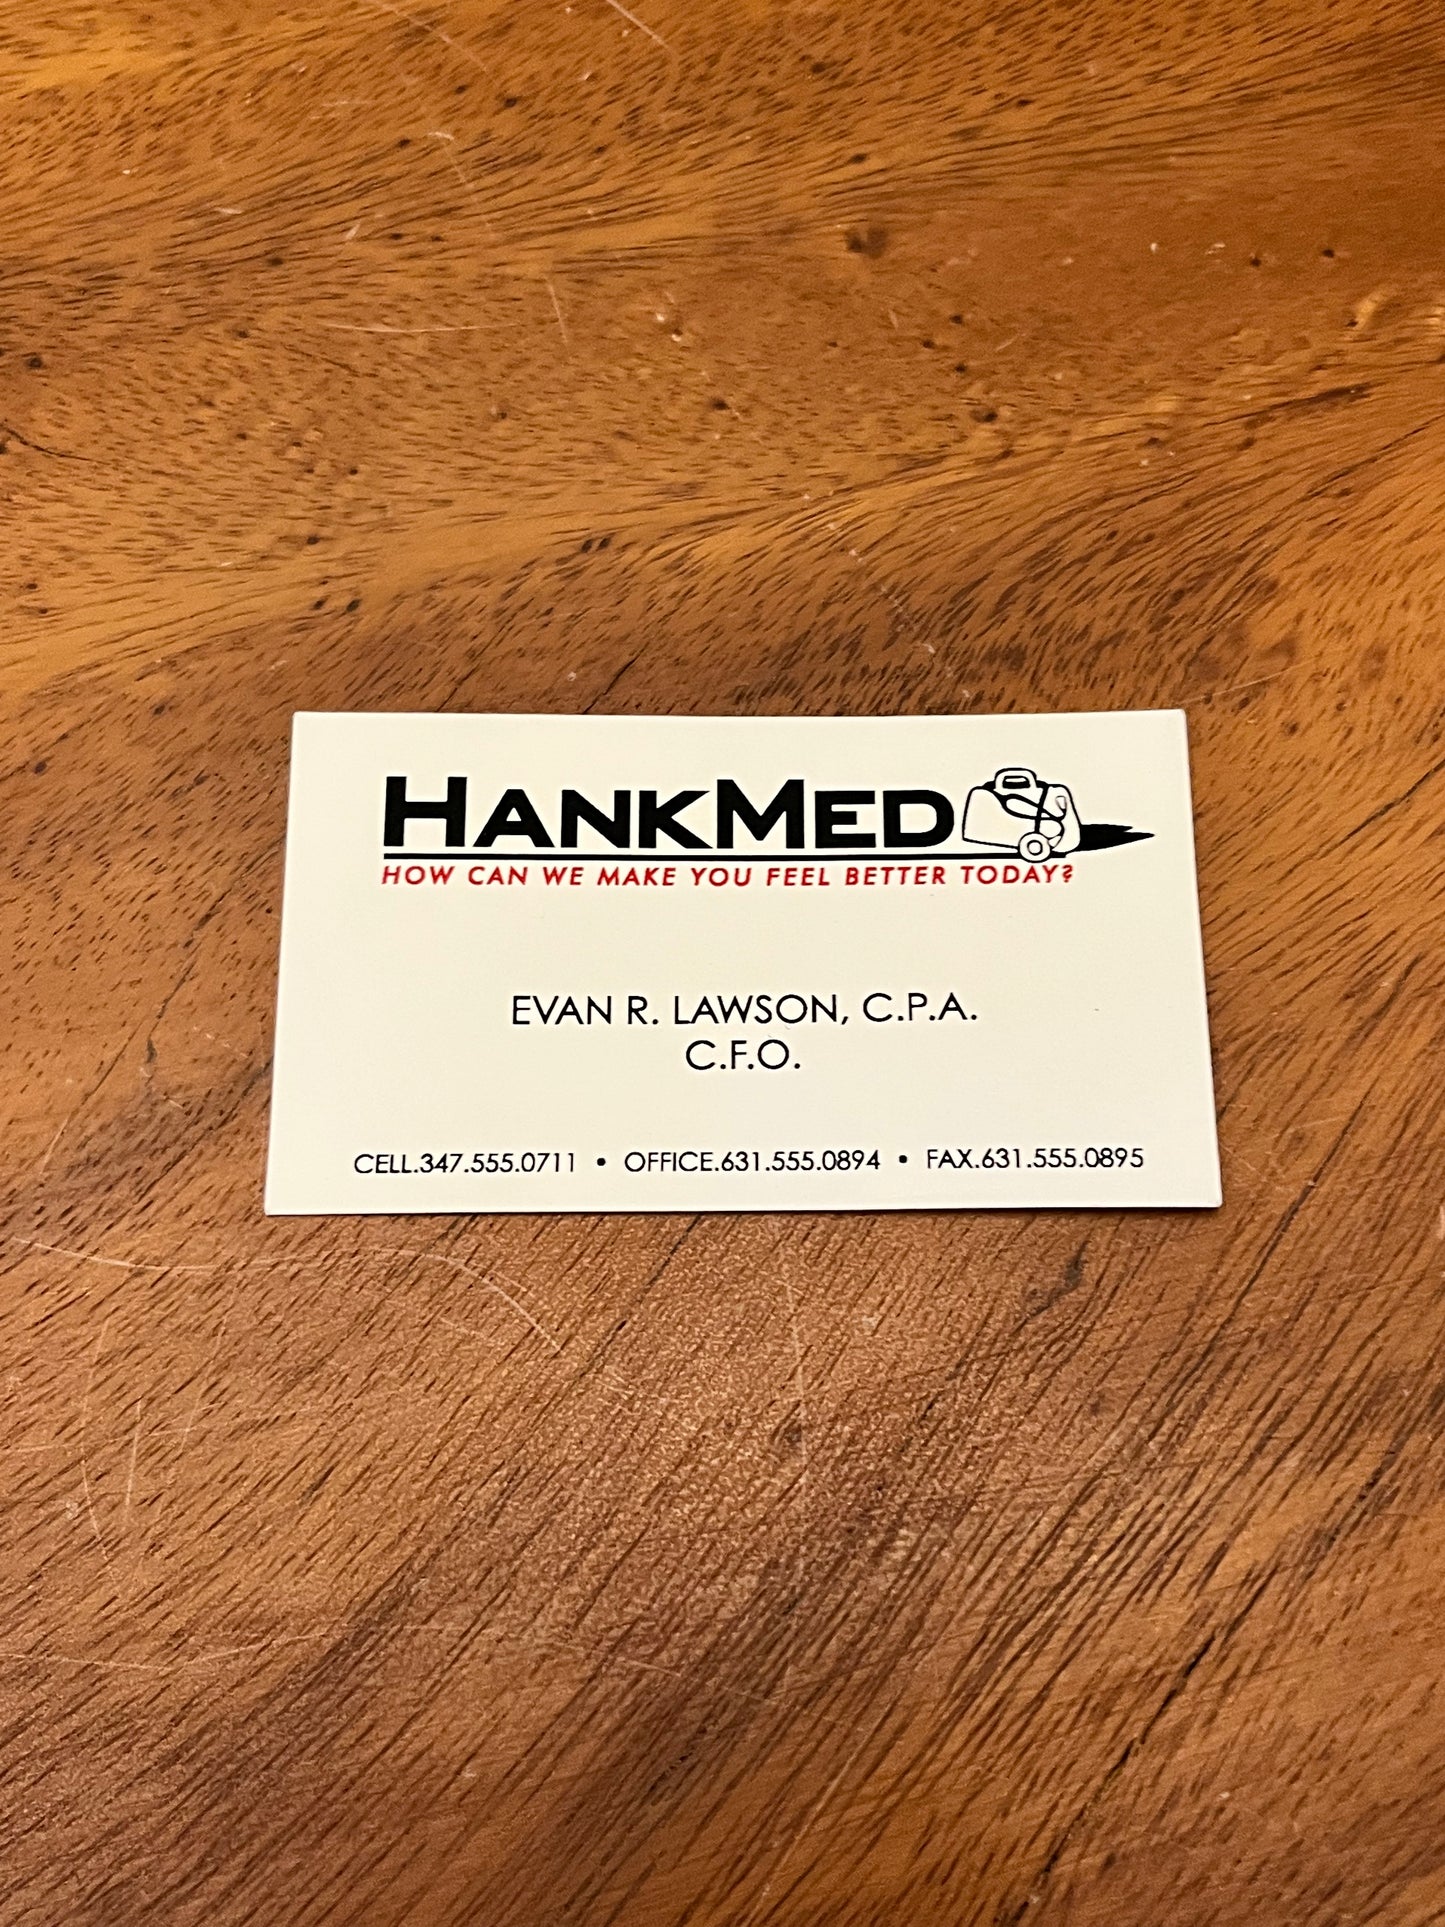 HANKMED
HOW CAN WE MAKE YOU FEEL BETTER TODAY?
EVAN R. LAWSON, C.P.A.
C.F.O.
CELL.347.555.0711 • OFFICE.631.555.0894 • FAX.631.555.0895